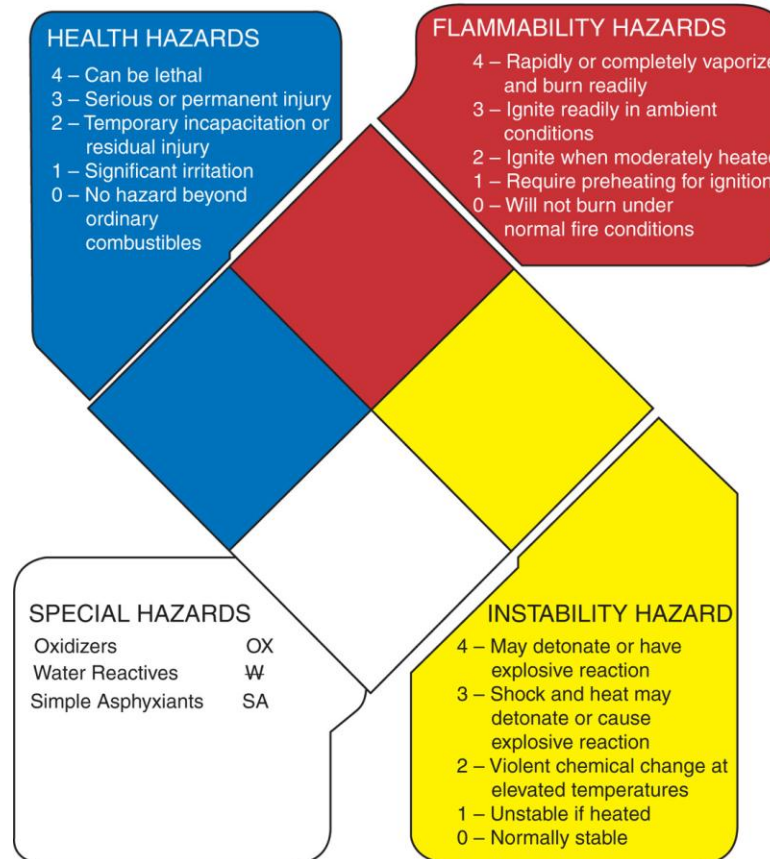 HEALTH HAZARDS
4 – Can be lethal
3 – Serious or permanent injury
2 – Temporary incapacitation or
residual injury
1 – Significant irritation
0 – No hazard beyond
ordinary
combustibles
FLAMMABILITY HAZARDS
4 – Rapidly or completely vaporize
and burn readily
3 – Ignite readily in ambient
conditions
2 – Ignite when moderately heated
1 – Require preheating for ignition
0 – Will not burn under
normal fire conditions
SPECIAL HAZARDS
Oxidizers OX
Water Reactives W̶
Simple Asphyxiants SA
INSTABILITY HAZARD
4 – May detonate or have
explosive reaction
3 – Shock and heat may
detonate or cause
explosive reaction
2 – Violent chemical change at
elevated temperatures
1 – Unstable if heated
0 – Normally stable